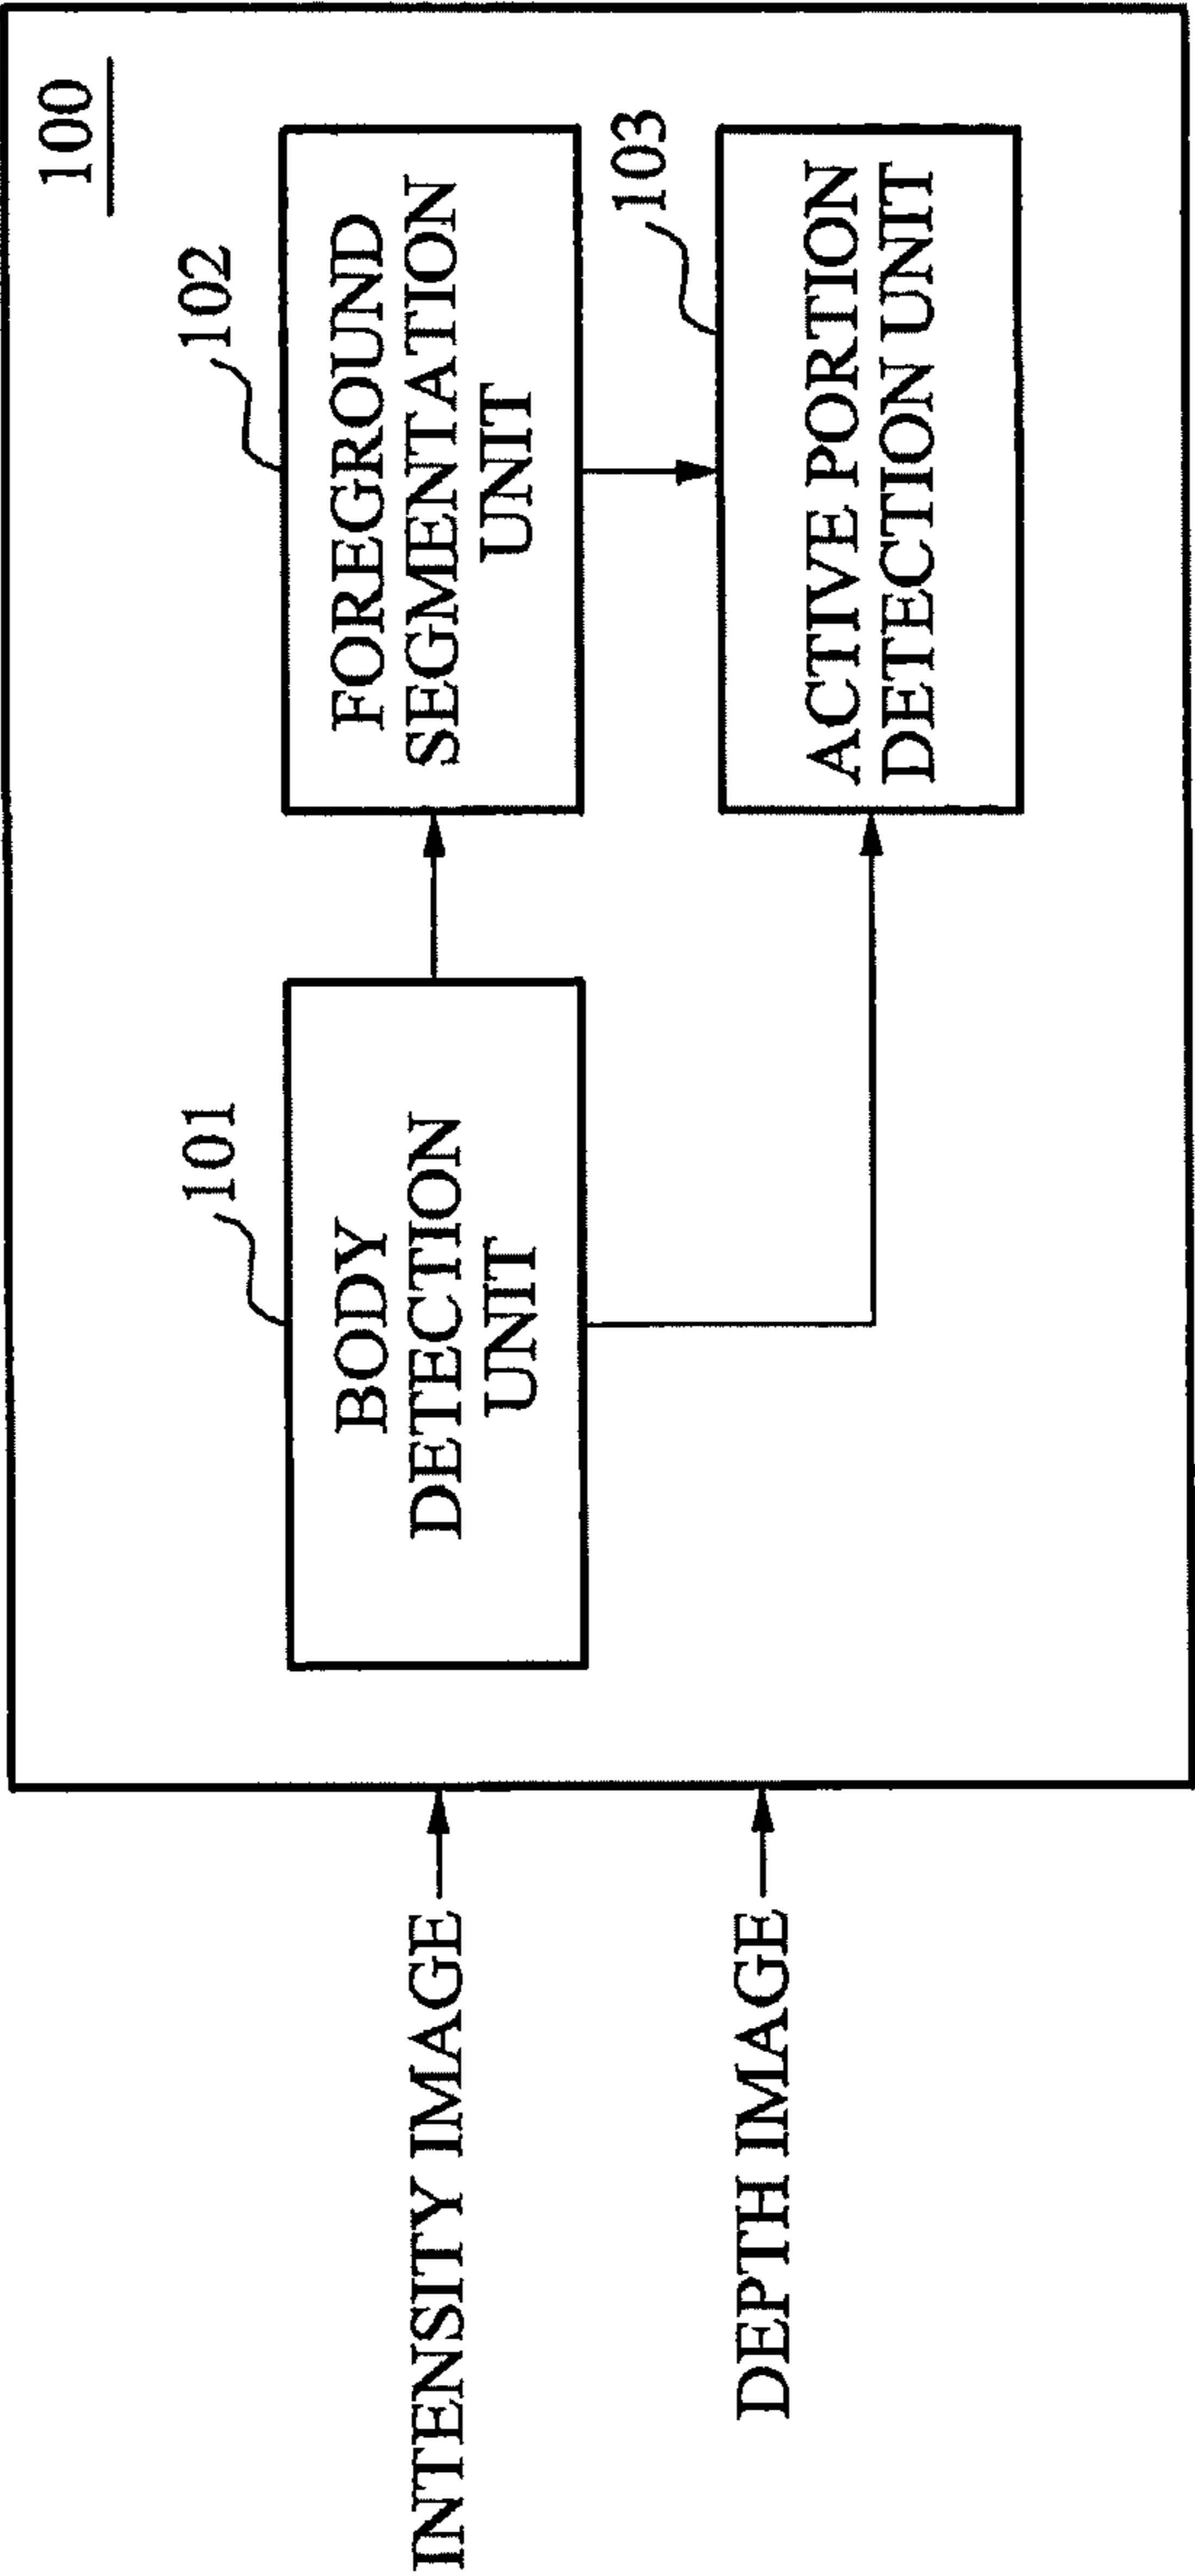 100
102
101
FOREGROUND
SEGMENTATION
UNIT
BODY
DETECTION
UNIT
103
INTENSITY IMAGE
ACTIVE PORTION
DETECTION UNIT
DEPTH IMAGE